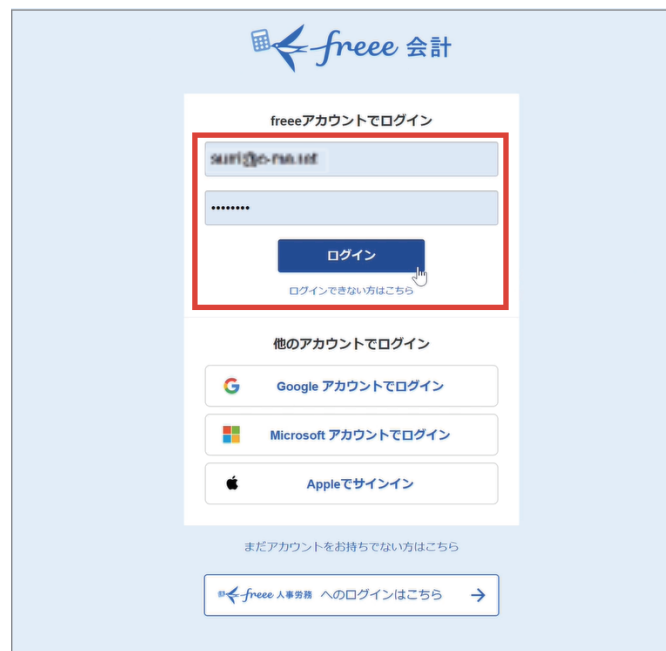 freee 会計
freeeアカウントでログイン
••••••••
ログイン
ログインできない方はこちら
他のアカウントでログイン
Google アカウントでログイン
Microsoft アカウントでログイン
Appleでサインイン
まだアカウントをお持ちでない方はこちら
freee 人事労務 へのログインはこちら →